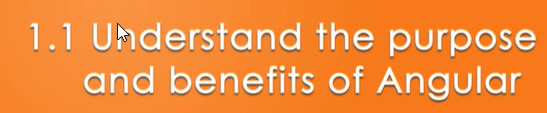 1.1 Understand the purpose
and benefits of Angular